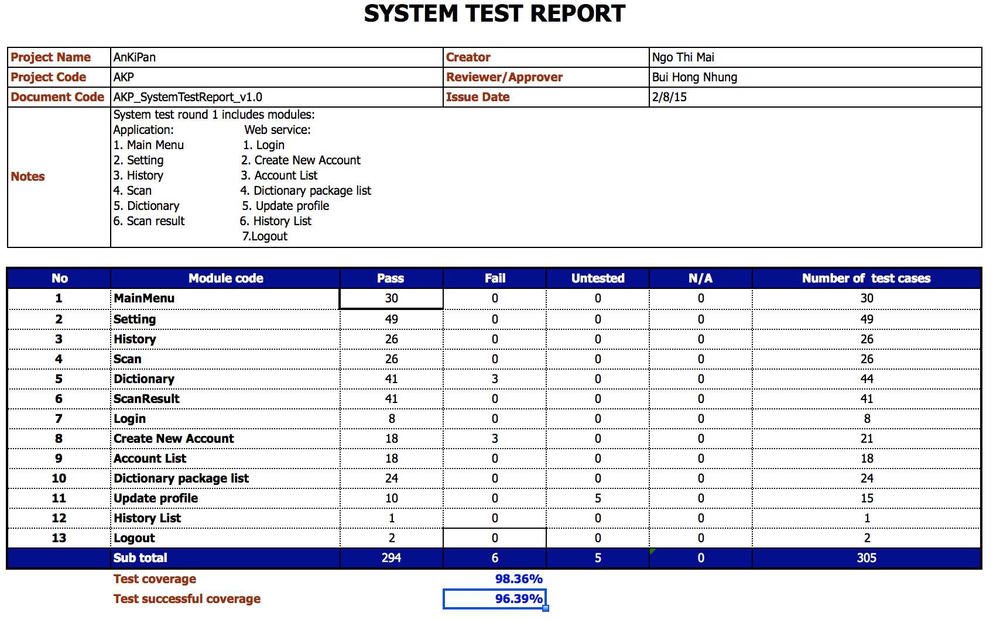 SYSTEM TEST REPORT
Project Name AnKiPan Creator Ngo Thi Mai
Project Code AKP Reviewer/Approver Bui Hong Nhung
Document Code AKP_SystemTestReport_v1.0 Issue Date 2/8/15
Notes
System test round 1 includes modules:
Application: Web service:
1. Main Menu 1. Login
2. Setting 2. Create New Account
3. History 3. Account List
4. Scan 4. Dictionary package list
5. Dictionary 5. Update profile
6. Scan result 6. History List
7.Logout
No Module code Pass Fail Untested N/A Number of test cases
1 MainMenu 30 0 0 0 30
2 Setting 49 0 0 0 49
3 History 26 0 0 0 26
4 Scan 26 0 0 0 26
5 Dictionary 41 3 0 0 44
6 ScanResult 41 0 0 0 41
7 Login 8 0 0 0 8
8 Create New Account 18 3 0 0 21
9 Account List 18 0 0 0 18
10 Dictionary package list 24 0 0 0 24
11 Update profile 10 0 5 0 15
12 History List 1 0 0 0 1
13 Logout 2 0 0 0 2
Sub total 294 6 5 0 305
Test coverage 98.36%
Test successful coverage 96.39%